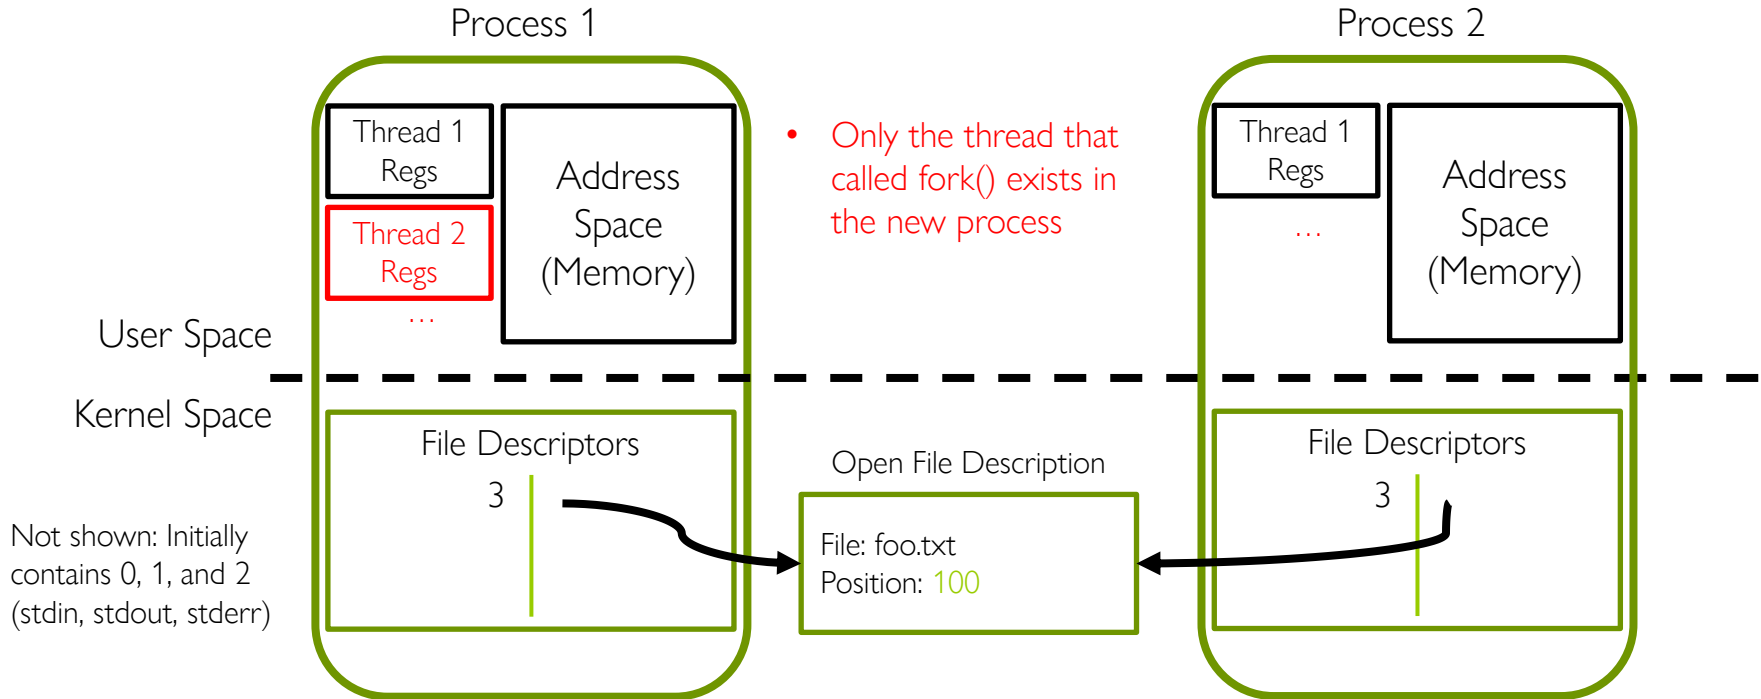 Process 1
Process 2
Thread 1
Regs
Thread 2
Regs
…
Address
Space
(Memory)
• Only the thread that
called fork() exists in
the new process
Thread 1
Regs
…
Address
Space
(Memory)
User Space
Kernel Space
File Descriptors
3
Open File Description
File: foo.txt
Position: 100
File Descriptors
3
Not shown: Initially
contains 0, 1, and 2
(stdin, stdout, stderr)